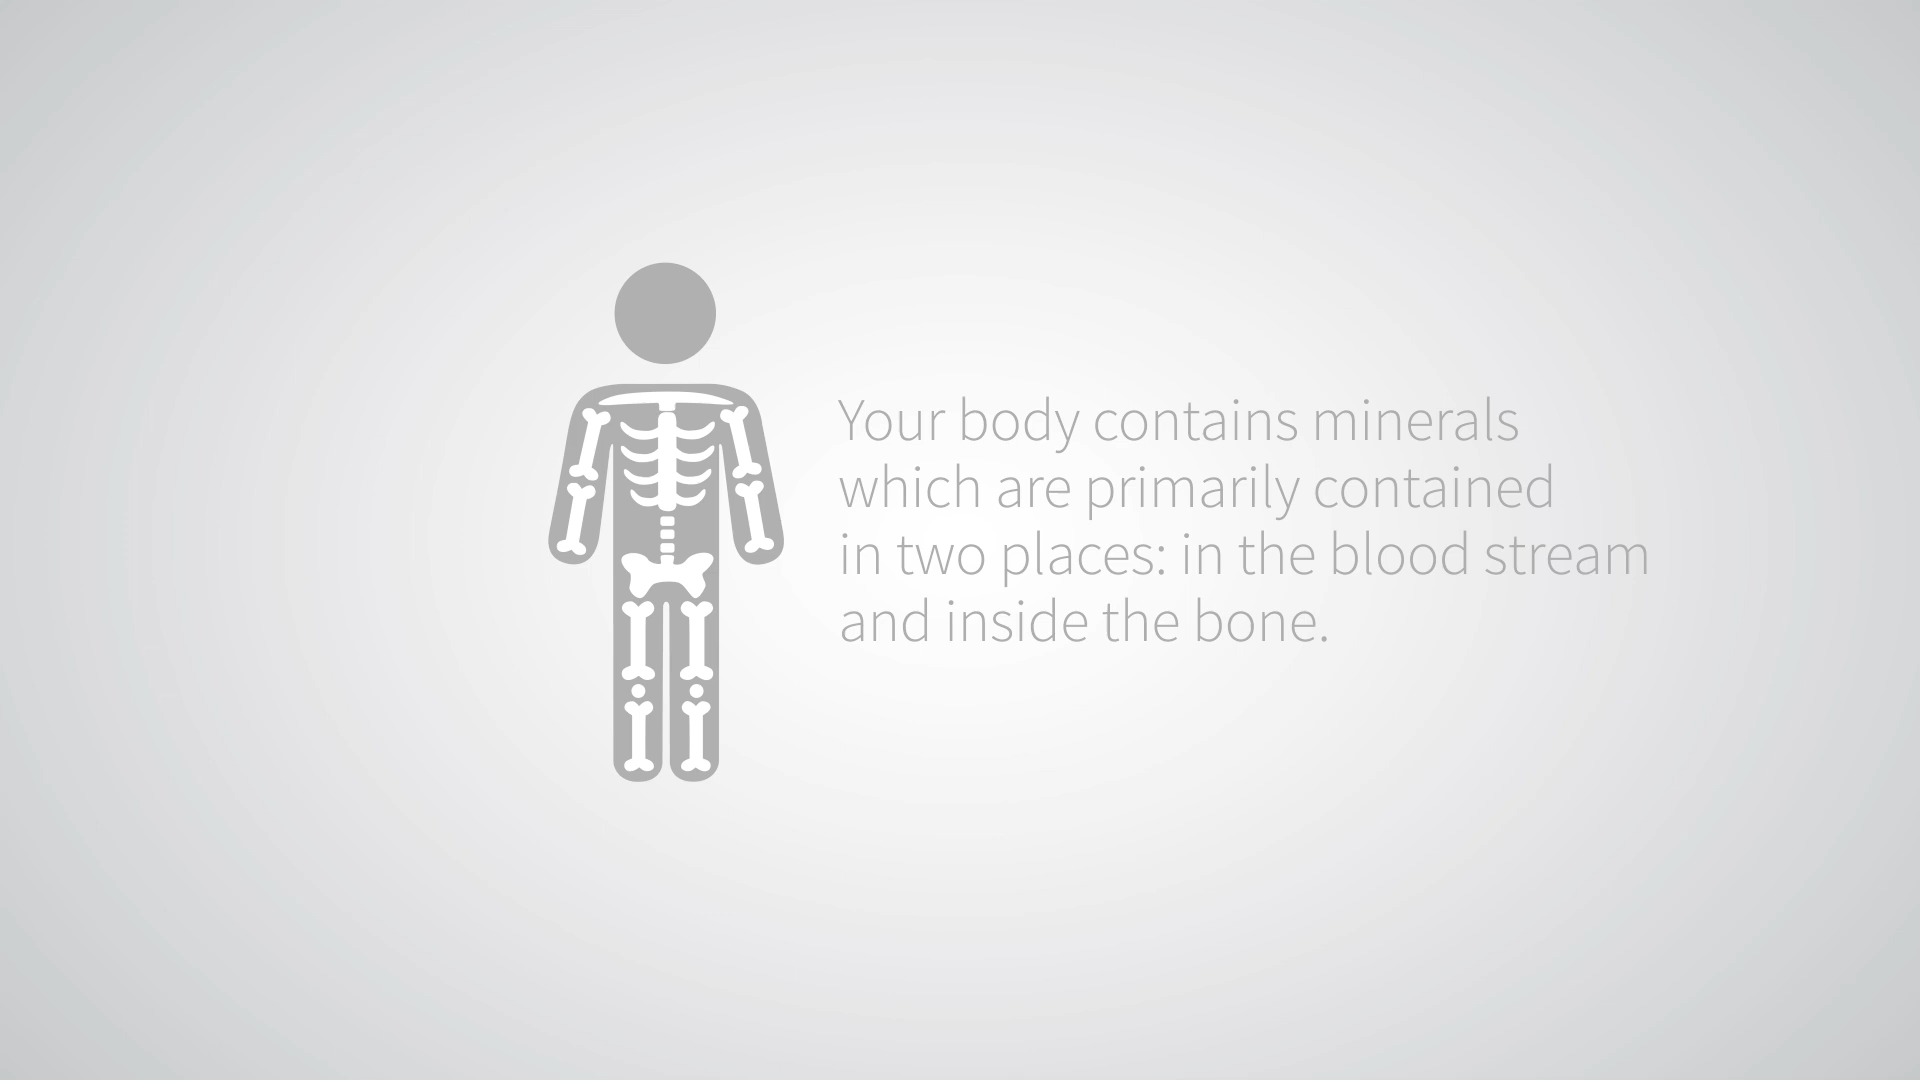 Your body contains minerals
which are primarily contained
in two places: in the blood stream
and inside the bone.